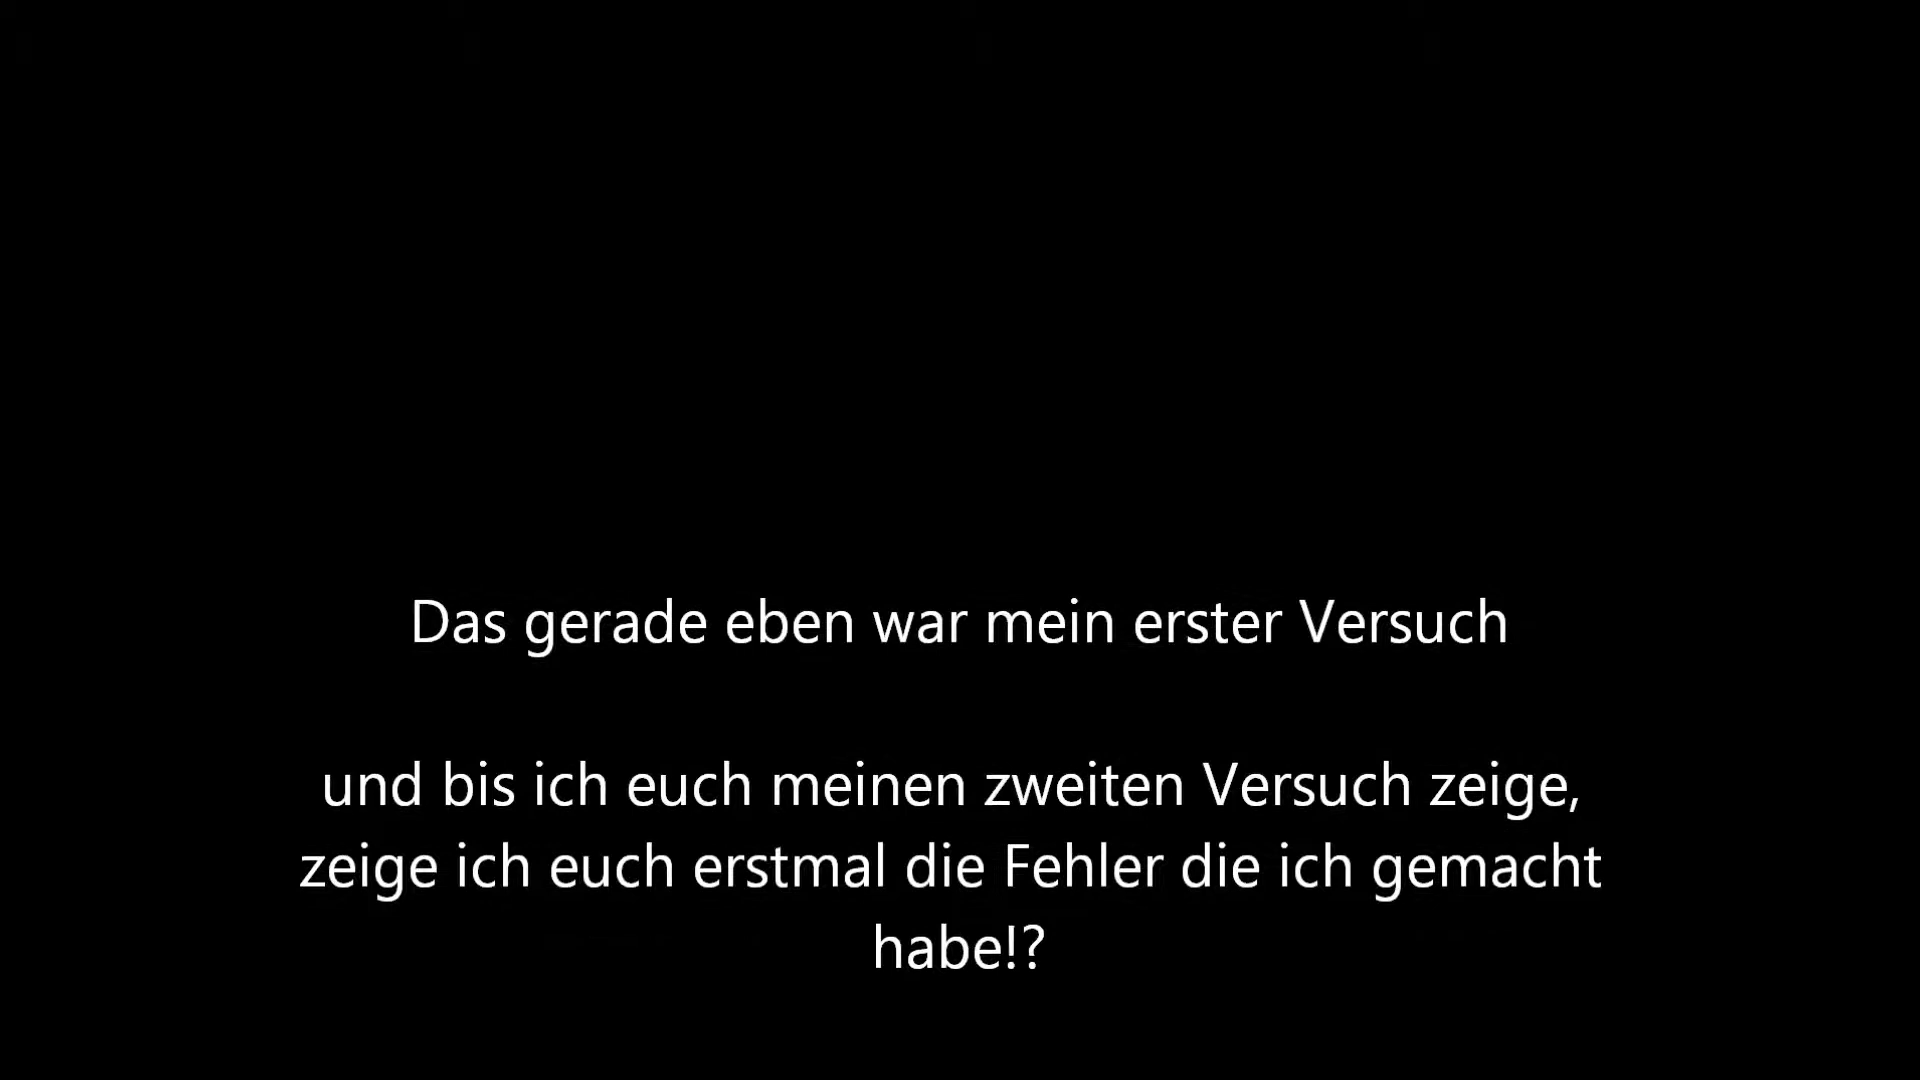 Das gerade eben war mein erster Versuch
und bis ich euch meinen zweiten Versuch zeige,
zeige ich euch erstmal die Fehler die ich gemacht
habe!?